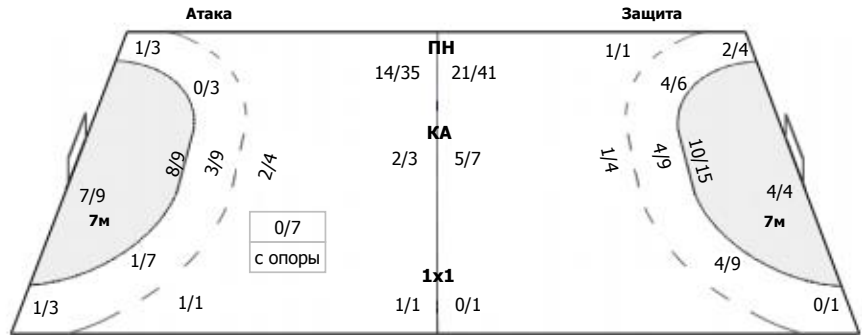 Атака Защита
1/3 ПН 1/1 2/4
14/35 21/41
0/3 4/6
КА
8/9 3/9 2/4 2/3 5/7 1/4 4/9 10/15
7/9 4/4
7м 7м
0/7
с опоры
1/7 4/9
1х1
1/3 1/1 1/1 0/1 0/1